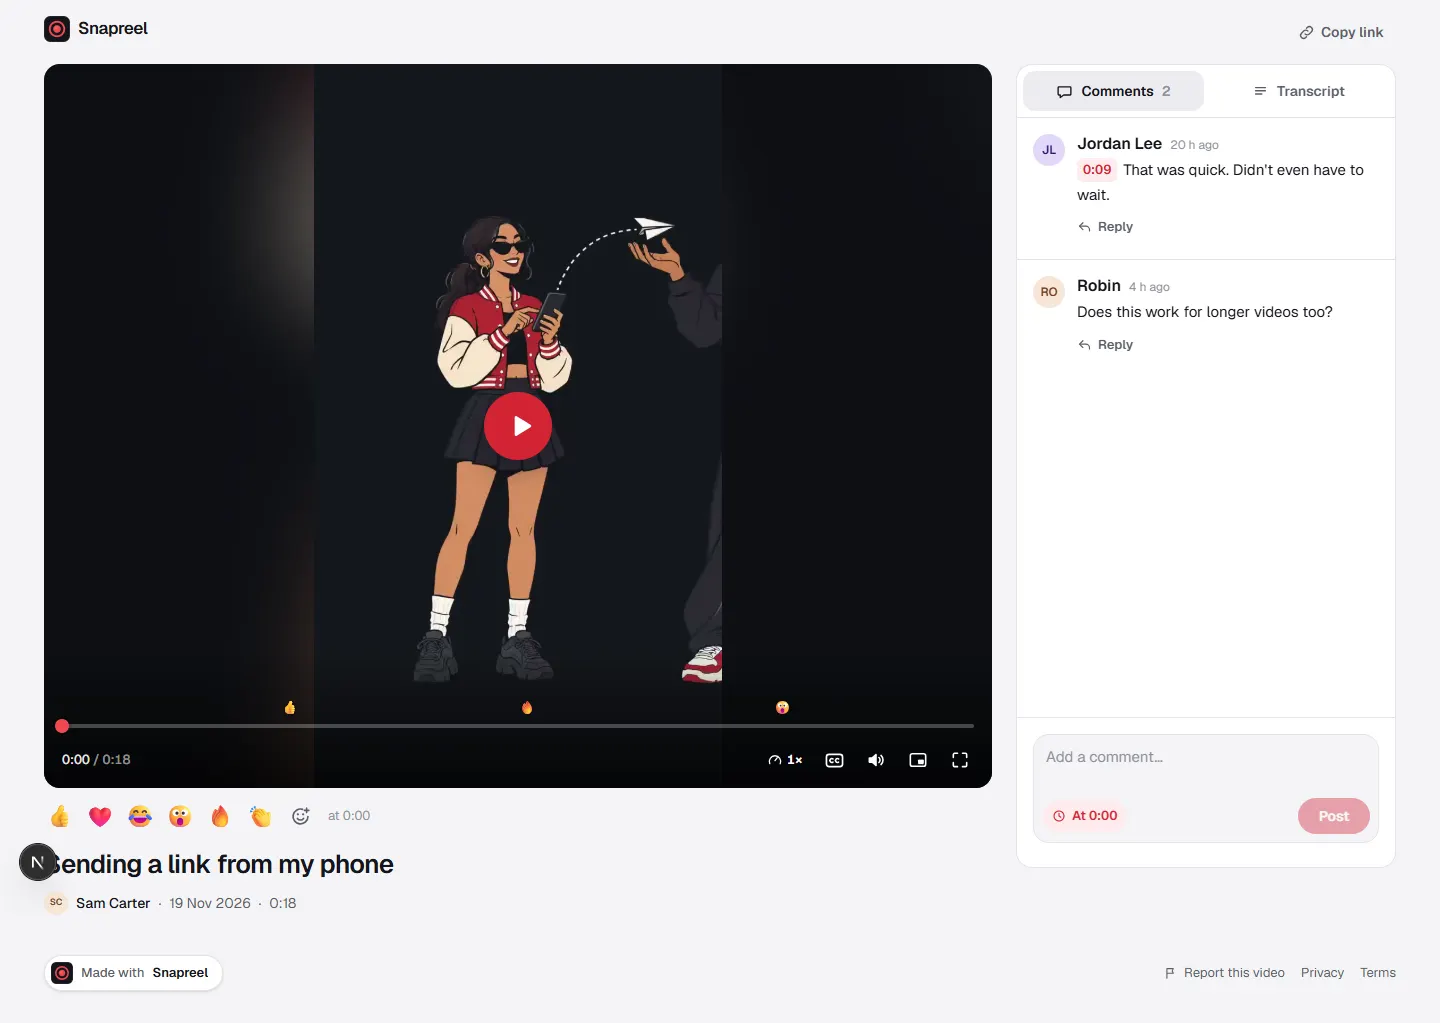 Snapreel
Copy link
Comments 2
Transcript
JL
Jordan Lee 20 h ago
0:09 That was quick. Didn't even have to
wait.
Reply
RO
Robin 4 h ago
Does this work for longer videos too?
Reply
0:00 / 0:18
1×
CC
Add a comment...
At 0:00
Post
at 0:00
N
Sending a link from my phone
SC
Sam Carter · 19 Nov 2026 · 0:18
Made with Snapreel
Report this video
Privacy
Terms